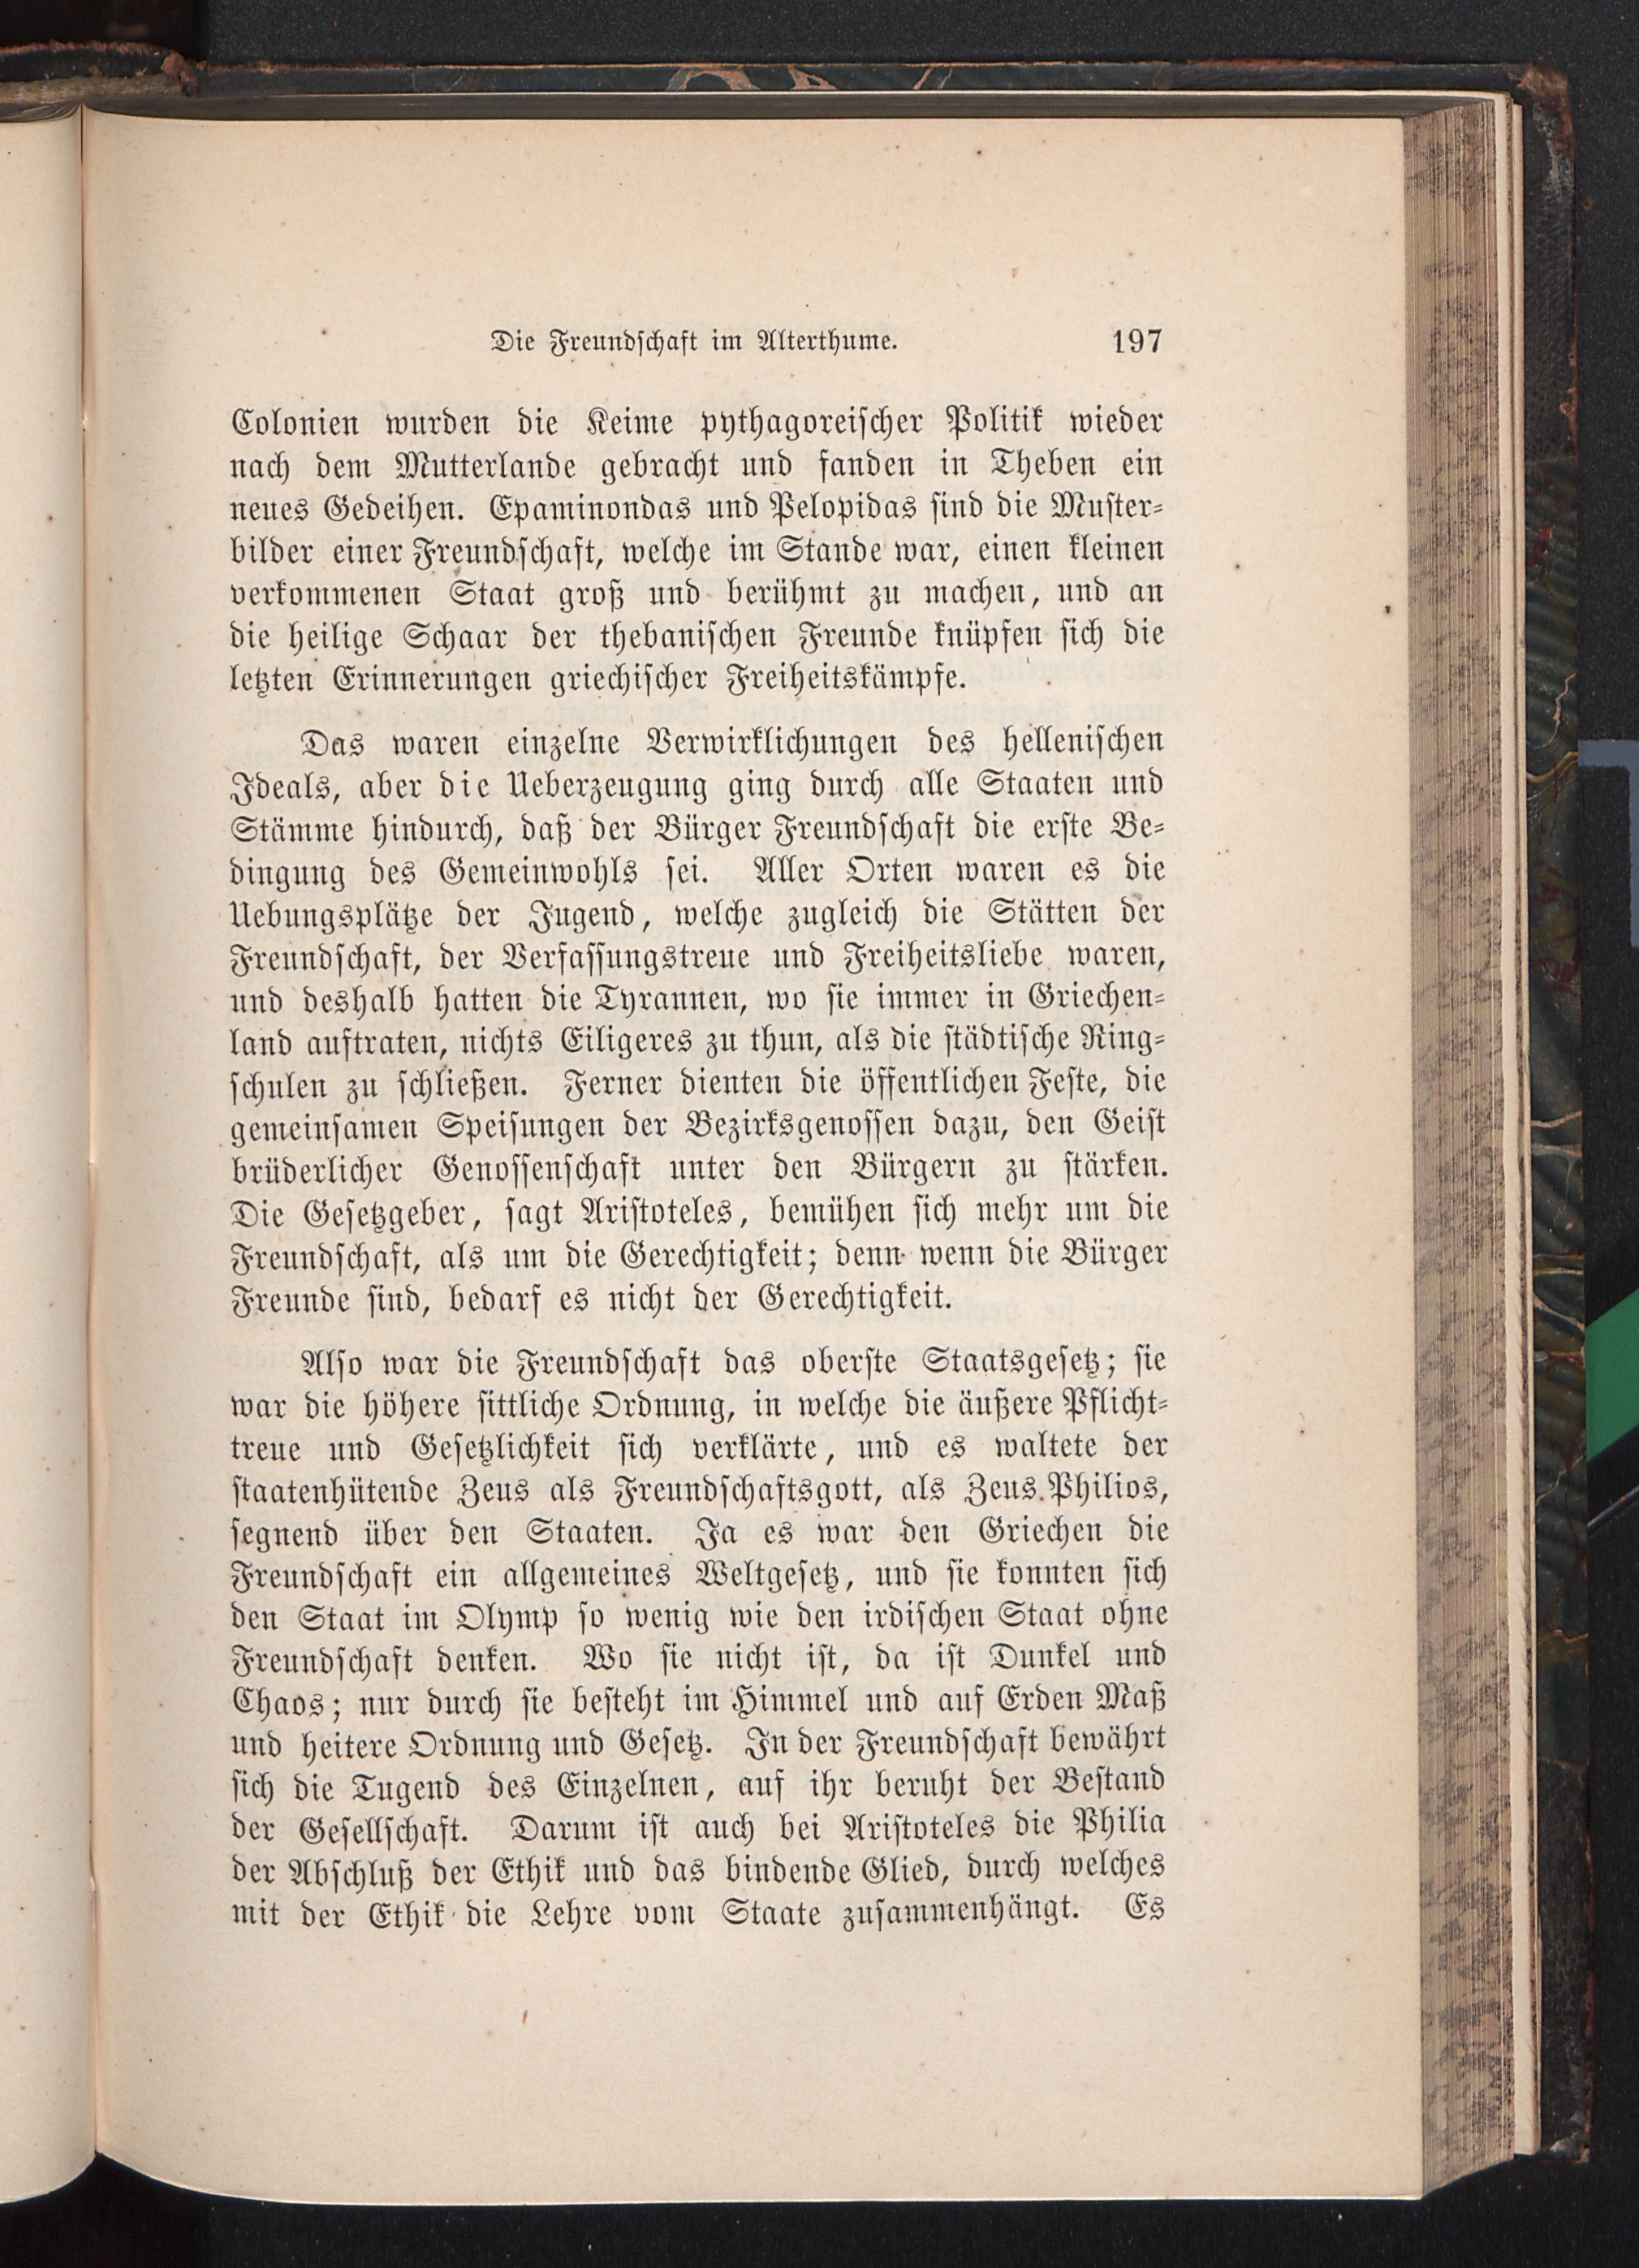 Die Freundschaft im Alterthume. 197
Colonien wurden die Keime pythagoreischer Politik wieder
nach dem Mutterlande gebracht und fanden in Theben ein
neues Gedeihen. Epaminondas und Pelopidas sind die Muster-
bilder einer Freundschaft, welche im Stande war, einen kleinen
verkommenen Staat groß und berühmt zu machen, und an
die heilige Schaar der thebanischen Freunde knüpfen sich die
letzten Erinnerungen griechischer Freiheitskämpfe.
Das waren einzelne Verwirklichungen des hellenischen
Ideals, aber die Ueberzeugung ging durch alle Staaten und
Stämme hindurch, daß der Bürger Freundschaft die erste Be-
dingung des Gemeinwohls sei. Aller Orten waren es die
Uebungsplätze der Jugend, welche zugleich die Stätten der
Freundschaft, der Verfassungstreue und Freiheitsliebe waren,
und deshalb hatten die Tyrannen, wo sie immer in Griechen-
land auftraten, nichts Eiligeres zu thun, als die städtische Ring-
schulen zu schließen. Ferner dienten die öffentlichen Feste, die
gemeinsamen Speisungen der Bezirksgenossen dazu, den Geist
brüderlicher Genossenschaft unter den Bürgern zu stärken.
Die Gesetzgeber, sagt Aristoteles, bemühen sich mehr um die
Freundschaft, als um die Gerechtigkeit; denn wenn die Bürger
Freunde sind, bedarf es nicht der Gerechtigkeit.
Also war die Freundschaft das oberste Staatsgesetz; sie
war die höhere sittliche Ordnung, in welche die äußere Pflicht-
treue und Gesetzlichkeit sich verklärte, und es waltete der
staatenhütende Zeus als Freundschaftsgott, als Zeus Philios,
segnend über den Staaten. Ja es war den Griechen die
Freundschaft ein allgemeines Weltgesetz, und sie konnten sich
den Staat im Olymp so wenig wie den irdischen Staat ohne
Freundschaft denken. Wo sie nicht ist, da ist Dunkel und
Chaos; nur durch sie besteht im Himmel und auf Erden Maß
und heitere Ordnung und Gesetz. In der Freundschaft bewährt
sich die Tugend des Einzelnen, auf ihr beruht der Bestand
der Gesellschaft. Darum ist auch bei Aristoteles die Philia
der Abschluß der Ethik und das bindende Glied, durch welches
mit der Ethik die Lehre vom Staate zusammenhängt. Es